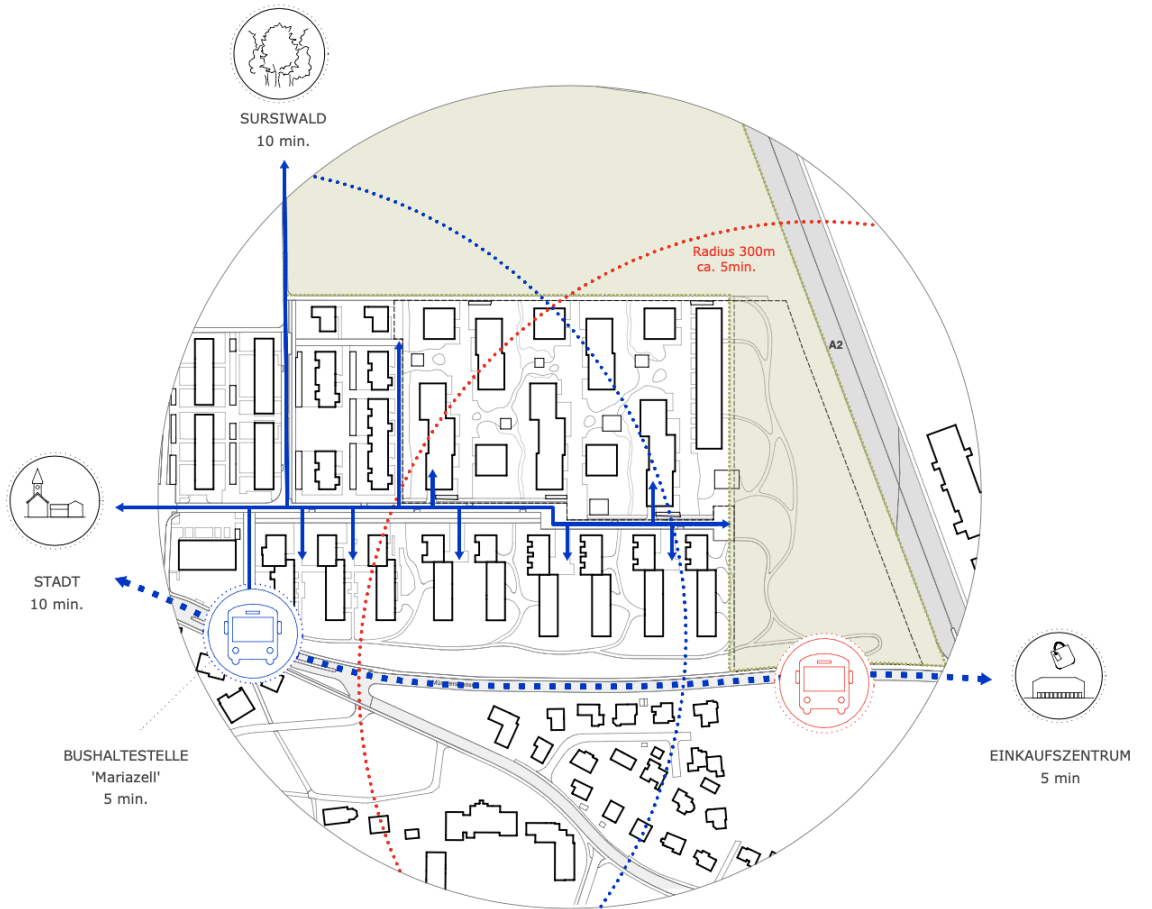 SURSIWALD
10 min.
Radius 300m
ca. 5min.
A2
STADT
10 min.
BUSHALTESTELLE
'Mariazell'
5 min.
EINKAUFSZENTRUM
5 min